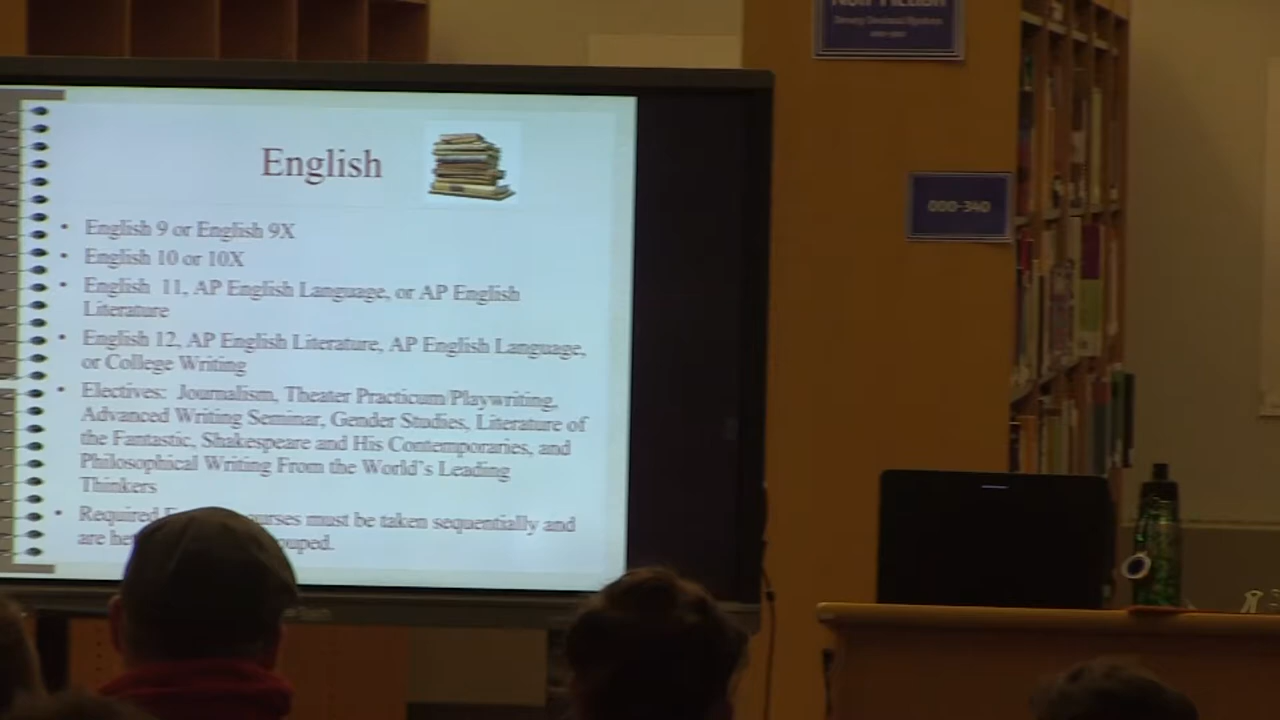 Non Fiction
English
• English 9 or English 9X
• English 10 or 10X
• English 11, AP English Language, or AP English
Literature
• English 12, AP English Literature, AP English Language,
or College Writing
• Electives: Journalism, Theater Practicum/Playwriting,
Advanced Writing Seminar, Gender Studies, Literature of
the Fantastic, Shakespeare and His Contemporaries, and
Philosophical Writing From the World's Leading
Thinkers
• Required must be taken sequentially and
are
000-340